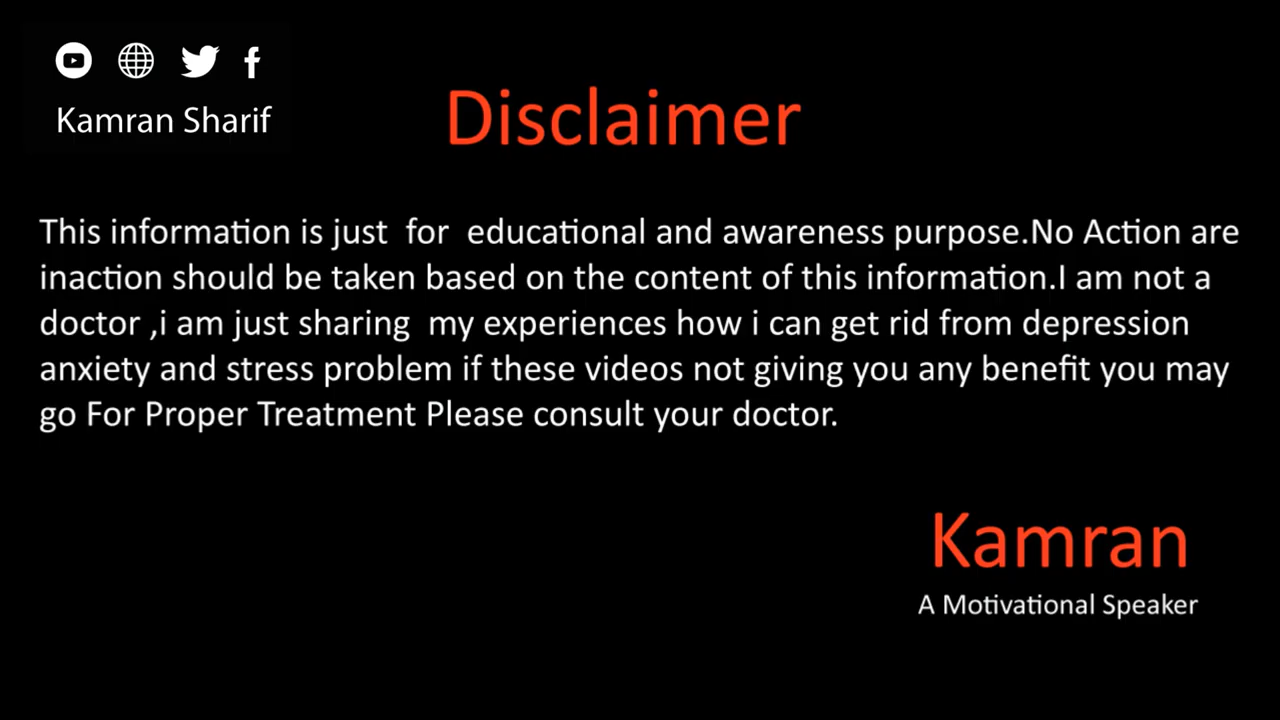 Kamran Sharif
Disclaimer
This information is just  for  educational and awareness purpose.No Action are
inaction should be taken based on the content of this information.I am not a
doctor ,i am just sharing  my experiences how i can get rid from depression
anxiety and stress problem if these videos not giving you any benefit you may
go For Proper Treatment Please consult your doctor.
Kamran
A Motivational Speaker